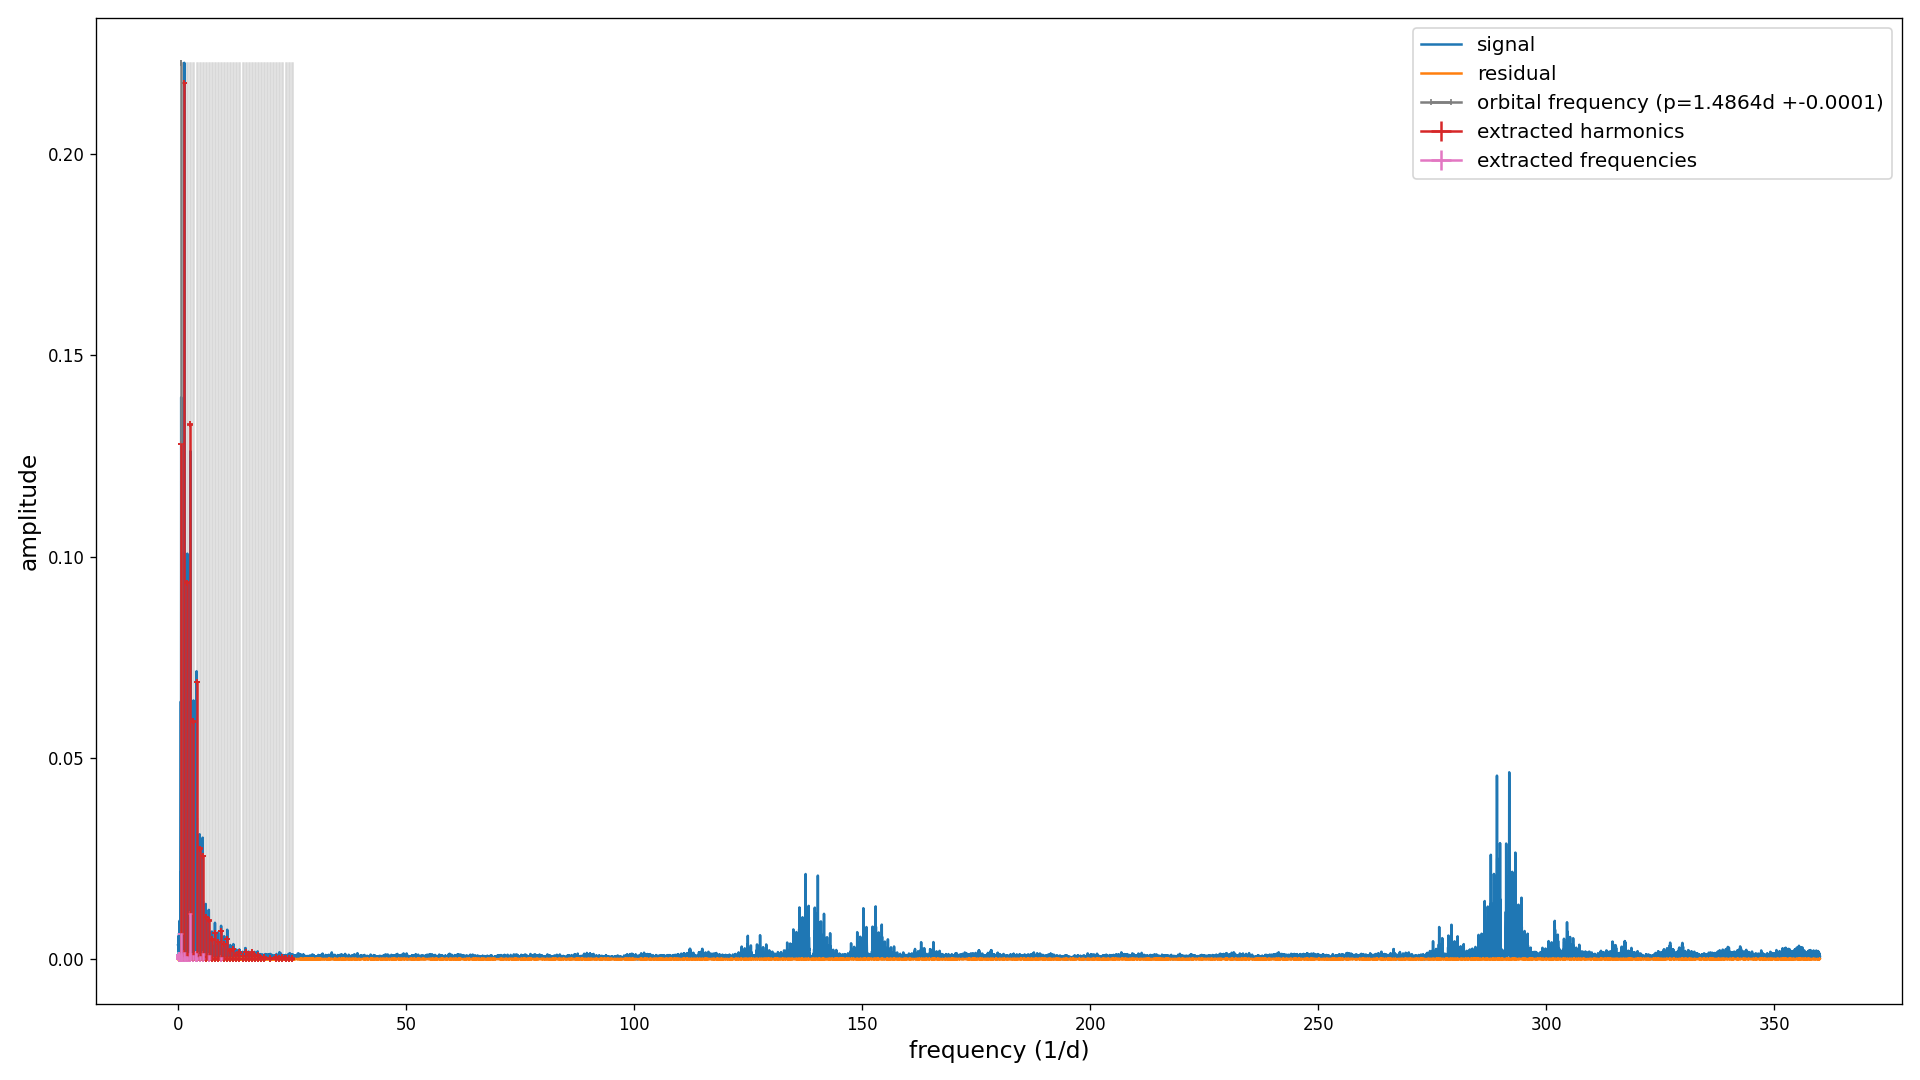 signal
residual
orbital frequency (p=1.4864d +-0.0001)
extracted harmonics
extracted frequencies
amplitude
0.20
0.15
0.10
0.05
0.00
0 50 100 150 200 250 300 350
frequency (1/d)